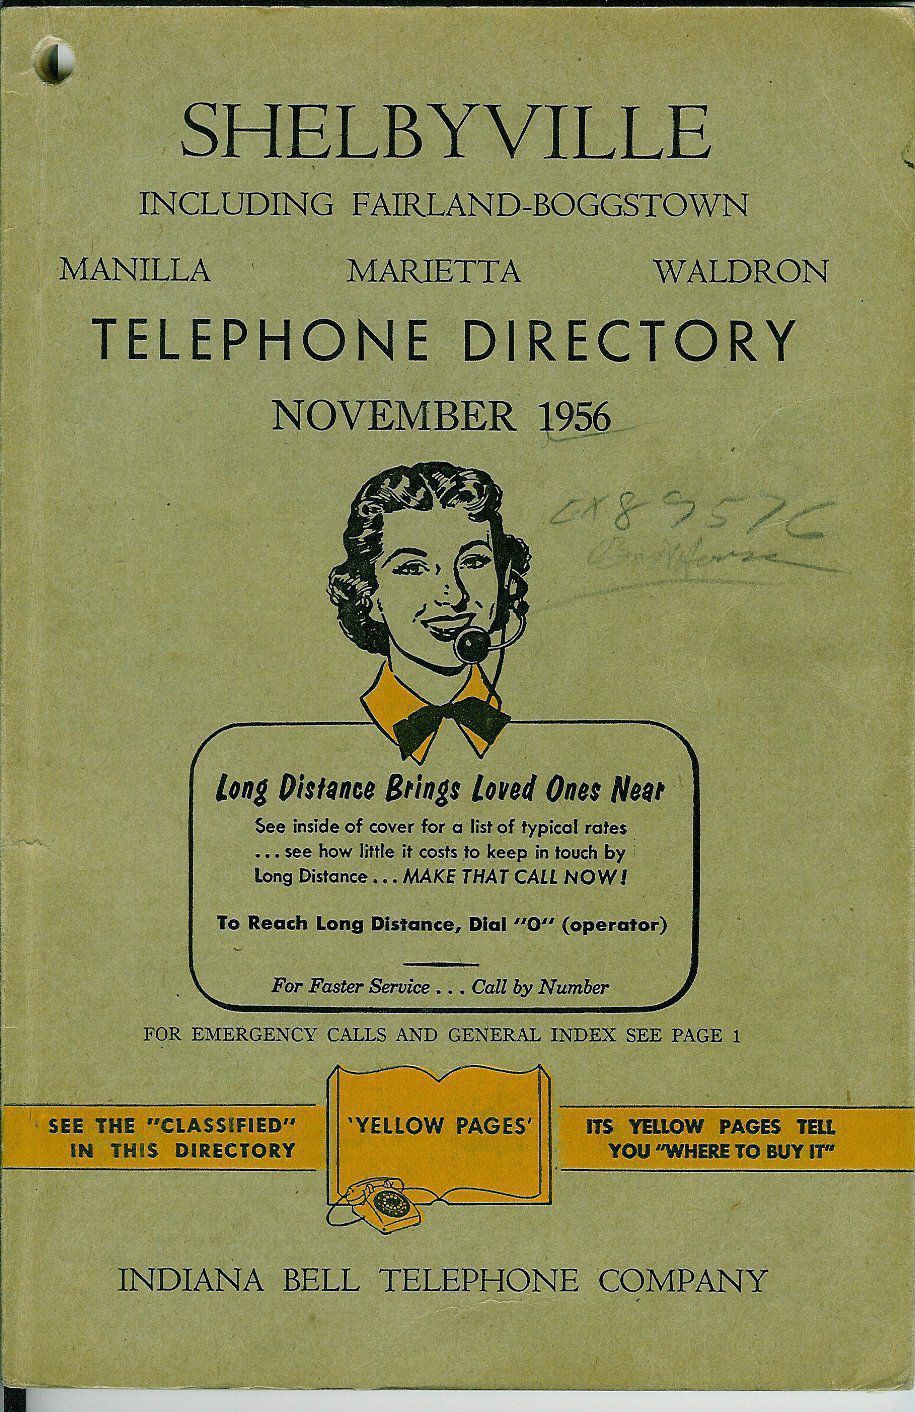 SHELBYVILLE
INCLUDING FAIRLAND-BOGGSTOWN
MANILLA MARIETTA WALDRON
TELEPHONE DIRECTORY
NOVEMBER 1956
89576
Long Distance Brings Loved Ones Near
See inside of cover for a list of typical rates
...see how little it costs to keep in touch by
Long Distance...MAKE THAT CALL NOW!
To Reach Long Distance, Dial "O" (operator)
For Faster Service... Call by Number
FOR EMERGENCY CALLS AND GENERAL INDEX SEE PAGE 1
SEE THE "CLASSIFIED"
IN THIS DIRECTORY
'YELLOW PAGES'
ITS YELLOW PAGES TELL
YOU "WHERE TO BUY IT"
INDIANA BELL TELEPHONE COMPANY